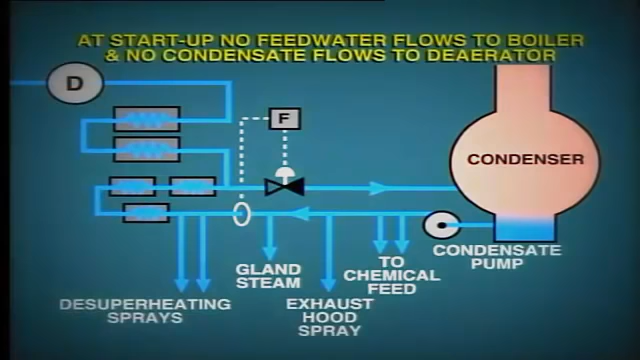 AT START-UP NO FEEDWATER FLOWS TO BOILER
& NO CONDENSATE FLOWS TO DEAERATOR
D
F
CONDENSER
CONDENSATE
PUMP
TO
CHEMICAL
FEED
GLAND
STEAM
EXHAUST
HOOD
SPRAY
DESUPERHEATING
SPRAYS